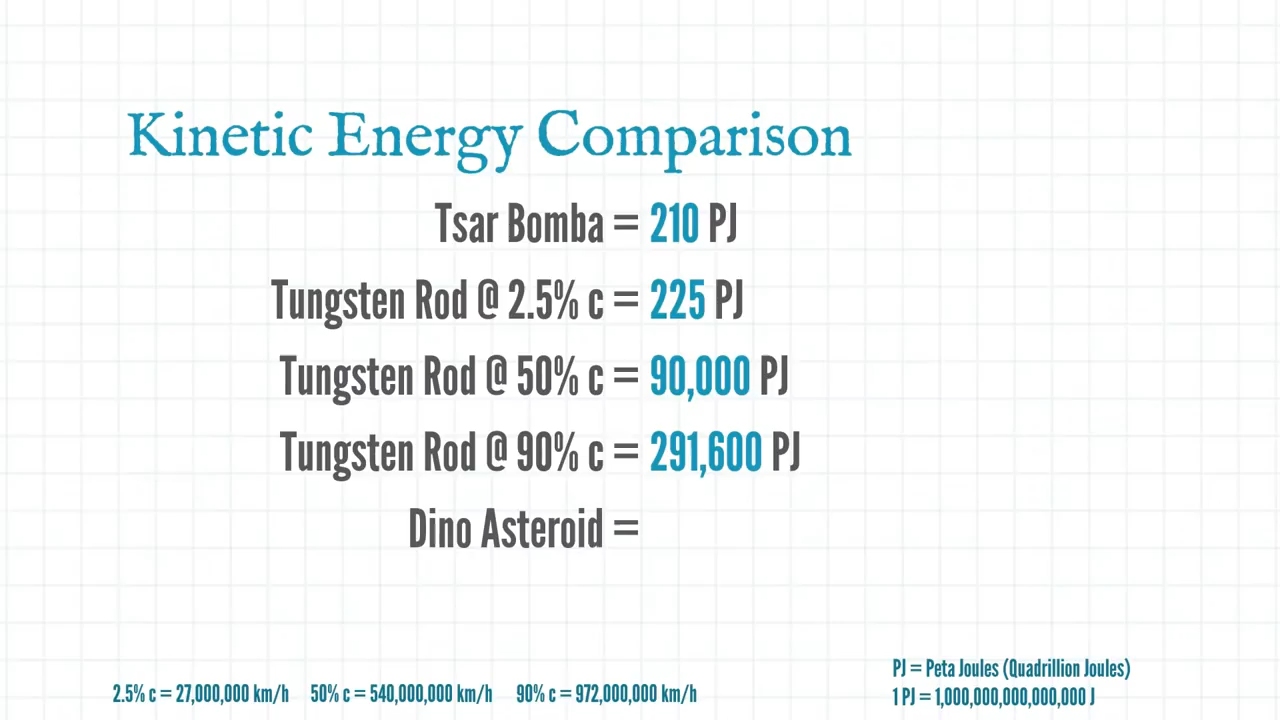 Kinetic Energy Comparison
Tsar Bomba = 210 PJ
Tungsten Rod @ 2.5% c = 225 PJ
Tungsten Rod @ 50% c = 90,000 PJ
Tungsten Rod @ 90% c = 291,600 PJ
Dino Asteroid =
PJ = Peta Joules (Quadrillion Joules)
2.5% c = 27,000,000 km/h 50% c = 540,000,000 km/h 90% c = 972,000,000 km/h
1 PJ = 1,000,000,000,000,000 J